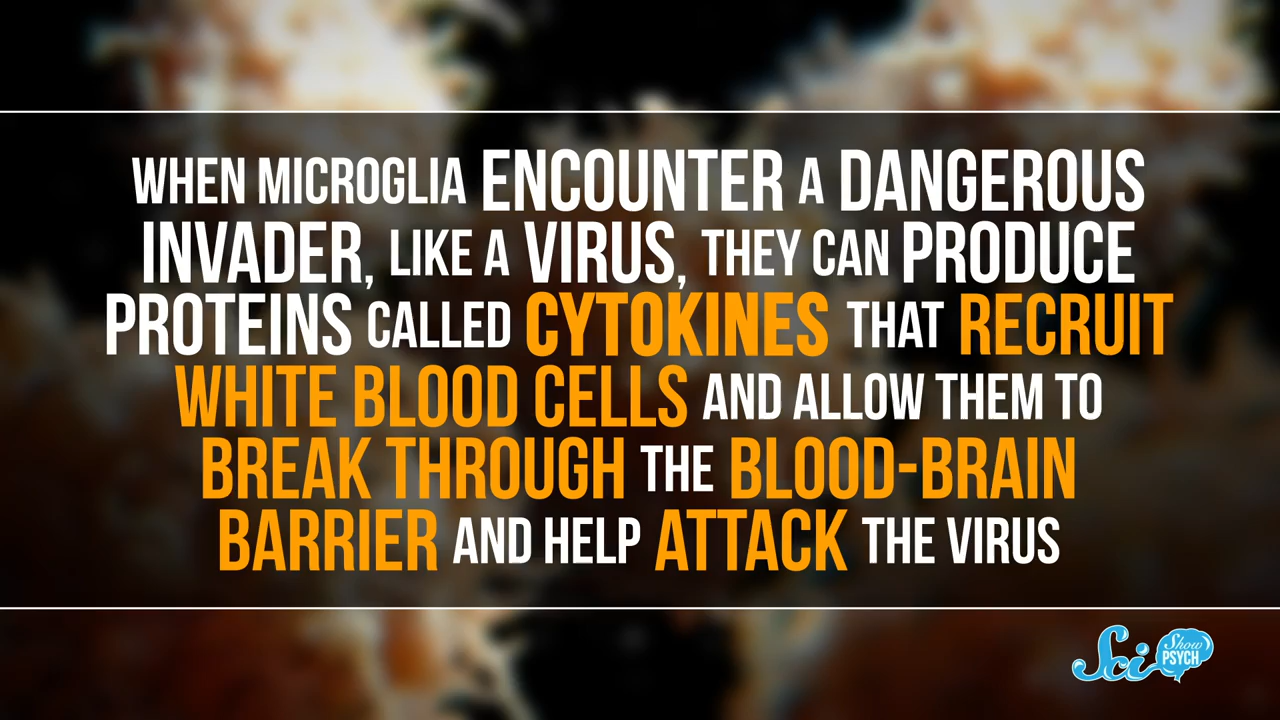 WHEN MICROGLIA ENCOUNTER A DANGEROUS
INVADER, LIKE A VIRUS, THEY CAN PRODUCE
PROTEINS CALLED CYTOKINES THAT RECRUIT
WHITE BLOOD CELLS AND ALLOW THEM TO
BREAK THROUGH THE BLOOD-BRAIN
BARRIER AND HELP ATTACK THE VIRUS
Sci Show
PSYCH